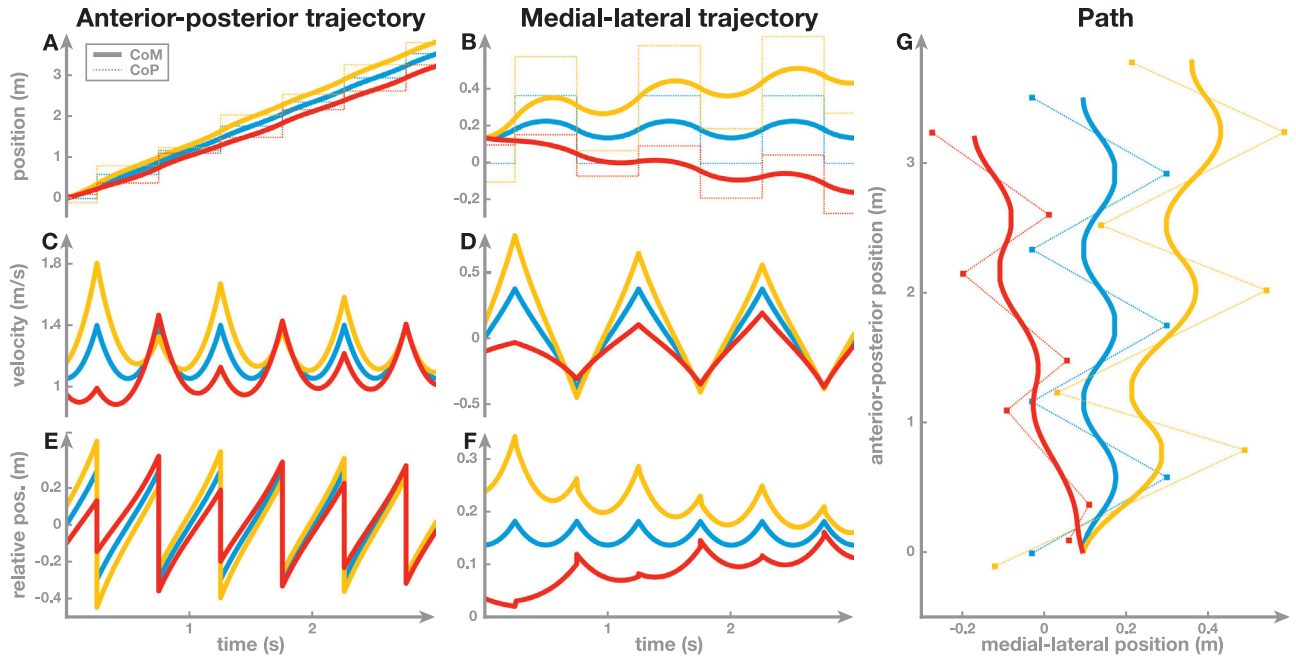 Anterior-posterior trajectory
Medial-lateral trajectory
Path
A
CoM
CoP
position (m)
3
2
1
0
B
0.4
0.2
0
-0.2
C
velocity (m/s)
1.8
1.4
1
D
0.5
0
-0.5
E
relative pos. (m)
0.2
0
-0.2
-0.4
1
2
time (s)
F
0.3
0.2
0.1
0
1
2
time (s)
G
anterior-posterior position (m)
3
2
1
0
-0.2
0
0.2
0.4
medial-lateral position (m)